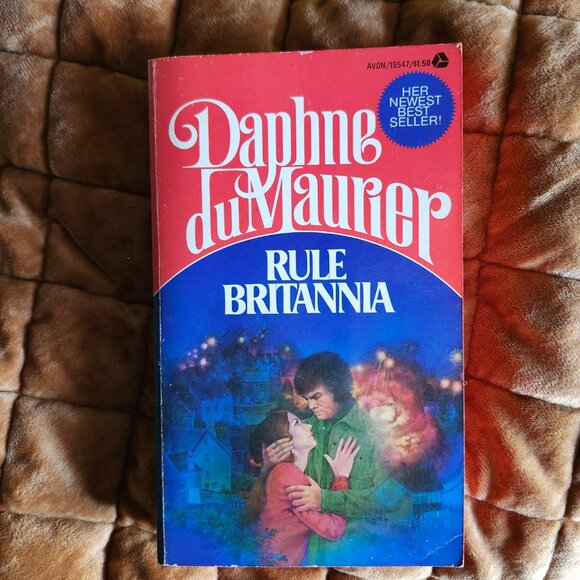 AVON/19547/$1.50
HER
NEWEST
BEST
SELLER!
Daphne
du Maurier
RULE
BRITANNIA